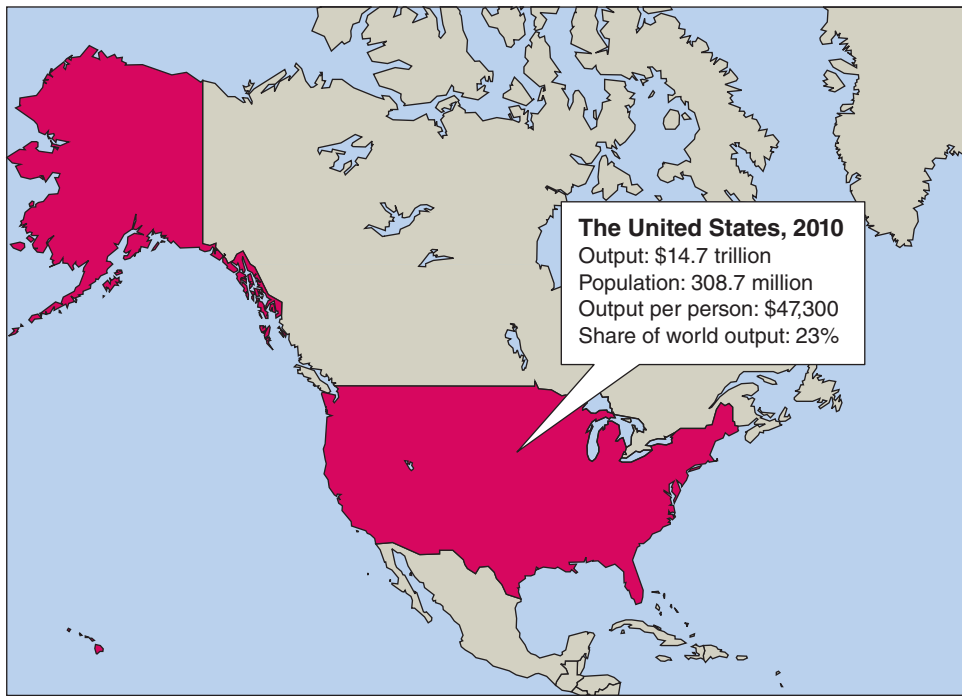 The United States, 2010
Output: $14.7 trillion
Population: 308.7 million
Output per person: $47,300
Share of world output: 23%